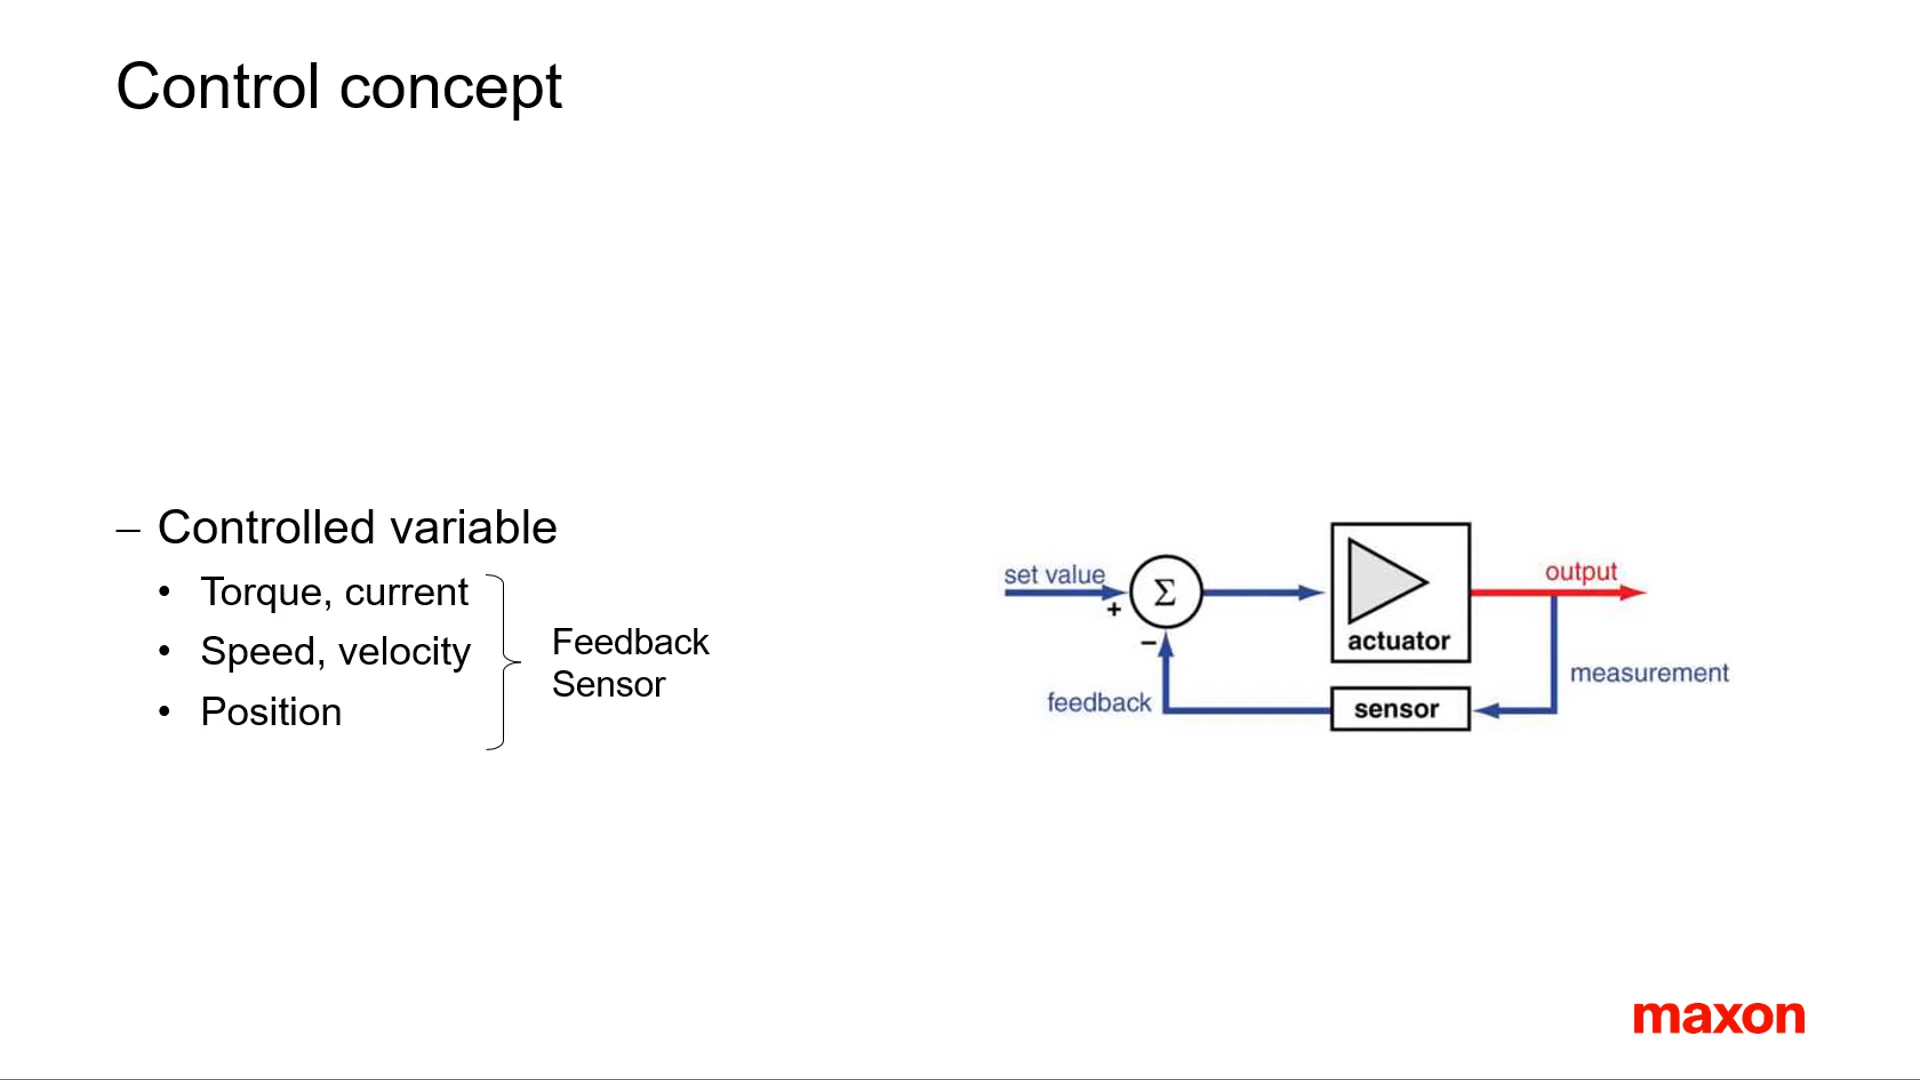 Control concept
– Controlled variable
• Torque, current
• Speed, velocity
• Position
Feedback
Sensor
set value
+
Σ
−
actuator
output
measurement
feedback
sensor
maxon